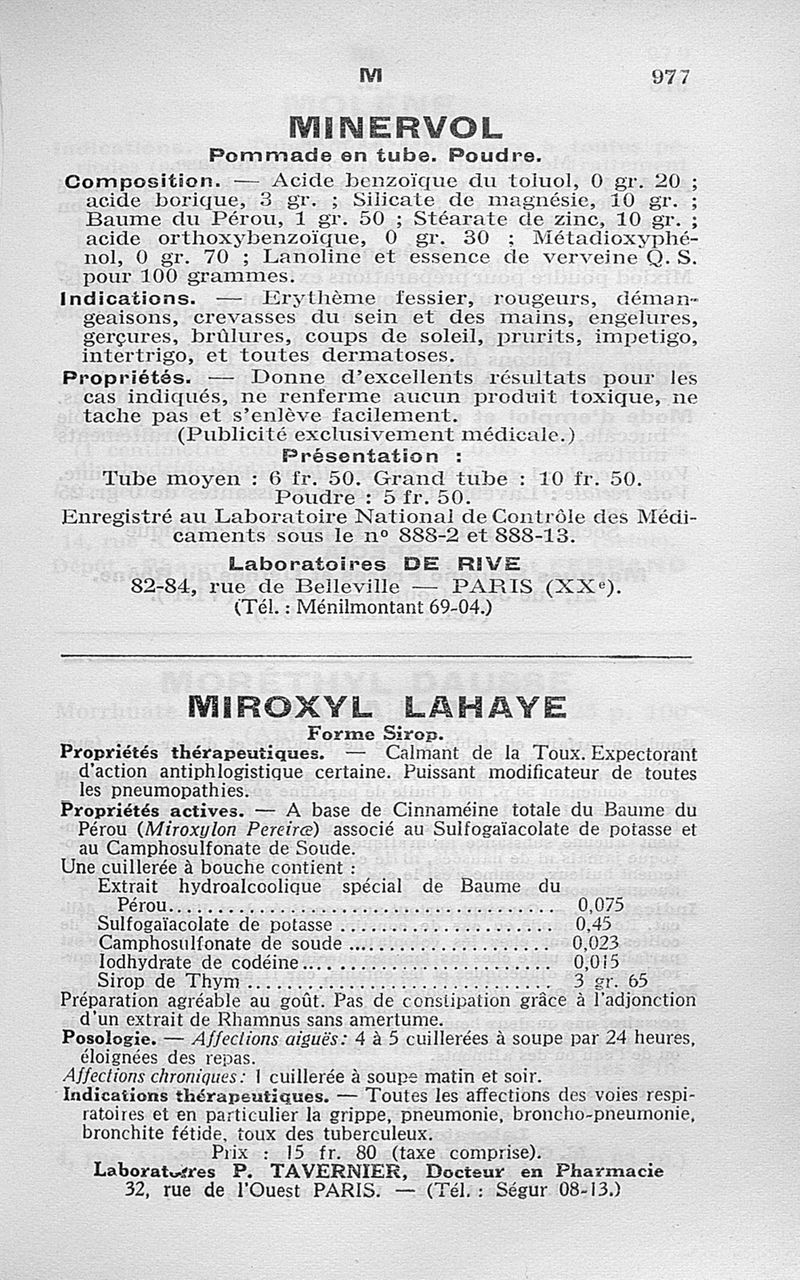 M 977
MINERVOL
Pommade en tube. Poudre.
Composition. — Acide benzoïque du toluol, 0 gr. 20 ;
acide borique, 3 gr. ; Silicate de magnésie, 10 gr. ;
Baume du Pérou, 1 gr. 50 ; Stéarate de zinc, 10 gr. ;
acide orthoxybenzoïque, 0 gr. 30 ; Métadioxyphé-
nol, 0 gr. 70 ; Lanoline et essence de verveine Q. S.
pour 100 grammes.
Indications. — Erythème fessier, rougeurs, déman-
geaisons, crevasses du sein et des mains, engelures,
gerçures, brûlures, coups de soleil, prurits, impetigo,
intertrigo, et toutes dermatoses.
Propriétés. — Donne d'excellents résultats pour les
cas indiqués, ne renferme aucun produit toxique, ne
tache pas et s'enlève facilement.
(Publicité exclusivement médicale.)
Présentation :
Tube moyen : 6 fr. 50. Grand tube : 10 fr. 50.
Poudre : 5 fr. 50.
Enregistré au Laboratoire National de Contrôle des Médi-
caments sous le nº 888-2 et 888-13.
Laboratoires DE RIVE
82-84, rue de Belleville — PARIS (XXe).
(Tél. : Ménilmontant 69-04.)
MIROXYL LAHAYE
Forme Sirop.
Propriétés thérapeutiques. — Calmant de la Toux. Expectorant
d'action antiphlogistique certaine. Puissant modificateur de toutes
les pneumopathies.
Propriétés actives. — A base de Cinnaméine totale du Baume du
Pérou (Miroxylon Pereiræ) associé au Sulfogaïacolate de potasse et
au Camphosulfonate de Soude.
Une cuillerée à bouche contient :
Extrait hydroalcoolique spécial de Baume du
Pérou........................................ 0,075
Sulfogaïacolate de potasse ..................... 0,45
Camphosulfonate de soude ..................... 0,023
Iodhydrate de codéine.......................... 0,015
Sirop de Thym ............................... 3 gr. 65
Préparation agréable au goût. Pas de constipation grâce à l'adjonction
d'un extrait de Rhamnus sans amertume.
Posologie. — Affections aiguës : 4 à 5 cuillerées à soupe par 24 heures,
éloignées des repas.
Affections chroniques : 1 cuillerée à soupe matin et soir.
Indications thérapeutiques. — Toutes les affections des voies respi-
ratoires et en particulier la grippe, pneumonie, broncho-pneumonie,
bronchite fétide, toux des tuberculeux.
Prix : 15 fr. 80 (taxe comprise).
Laboratoires P. TAVERNIER, Docteur en Pharmacie
32, rue de l'Ouest PARIS. — (Tél. : Ségur 08-13.)